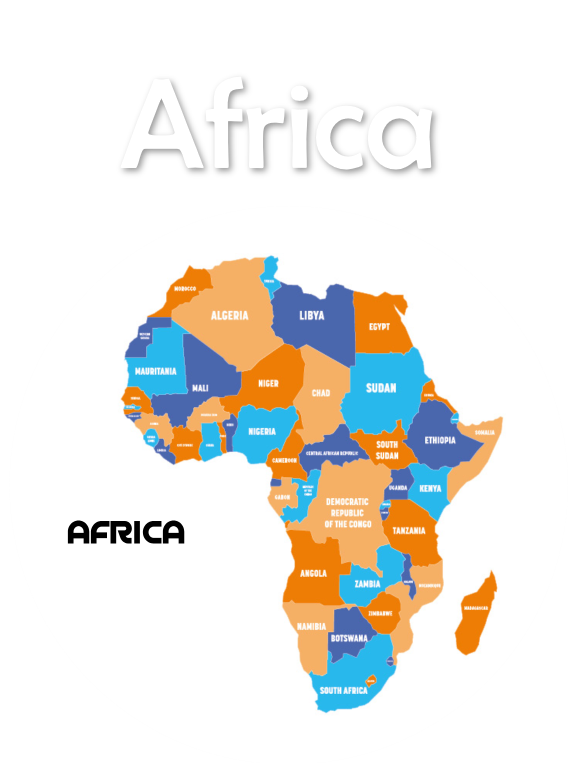 Africa
MOROCCO
ALGERIA
LIBYA
EGYPT
MAURITANIA
MALI
NIGER
CHAD
SUDAN
NIGERIA
ETHIOPIA
SOMALIA
CAMEROON
CENTRAL AFRICAN REPUBLIC
SOUTH
SUDAN
GABON
DEMOCRATIC
REPUBLIC
OF THE CONGO
UGANDA
KENYA
AFRICA
TANZANIA
ANGOLA
ZAMBIA
MOZAMBIQUE
MADAGASCAR
ZIMBABWE
NAMIBIA
BOTSWANA
SOUTH AFRICA